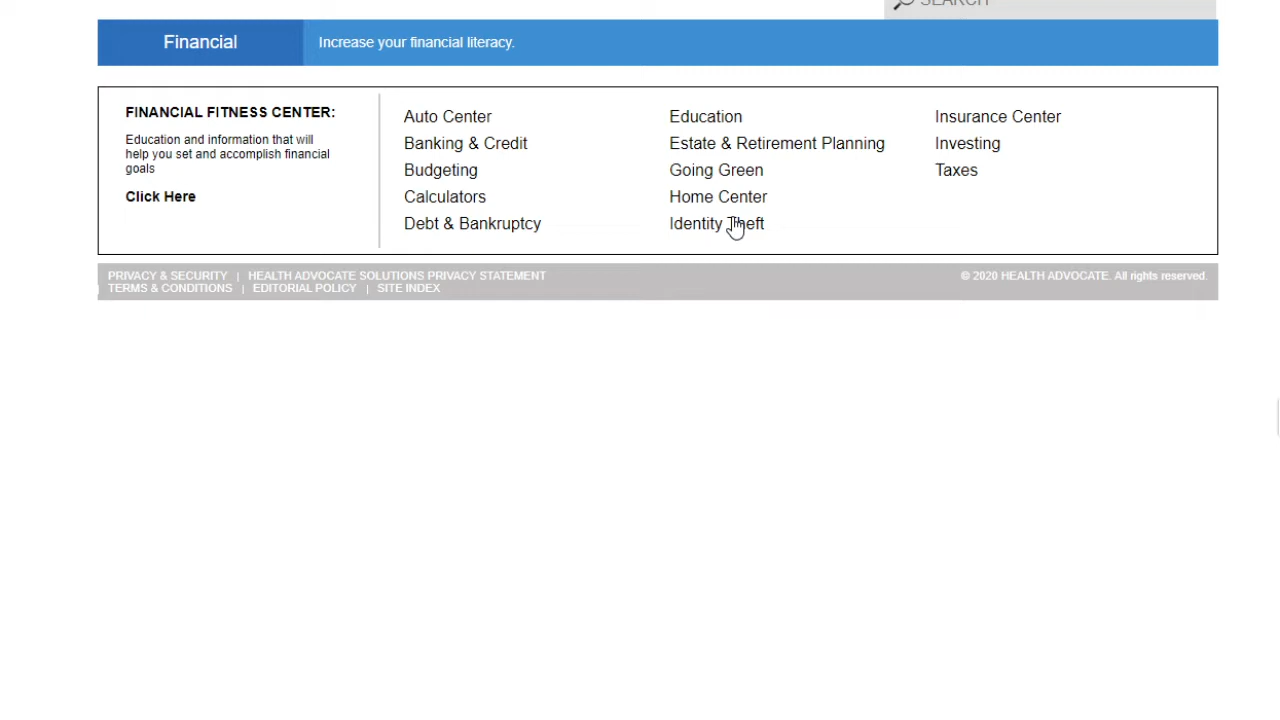 SEARCH
Financial
Increase your financial literacy.
FINANCIAL FITNESS CENTER:
Education and information that will
help you set and accomplish financial
goals
Click Here
Auto Center
Banking & Credit
Budgeting
Calculators
Debt & Bankruptcy
Education
Estate & Retirement Planning
Going Green
Home Center
Identity Theft
Insurance Center
Investing
Taxes
PRIVACY & SECURITY | HEALTH ADVOCATE SOLUTIONS PRIVACY STATEMENT
TERMS & CONDITIONS | EDITORIAL POLICY | SITE INDEX
© 2020 HEALTH ADVOCATE. All rights reserved.